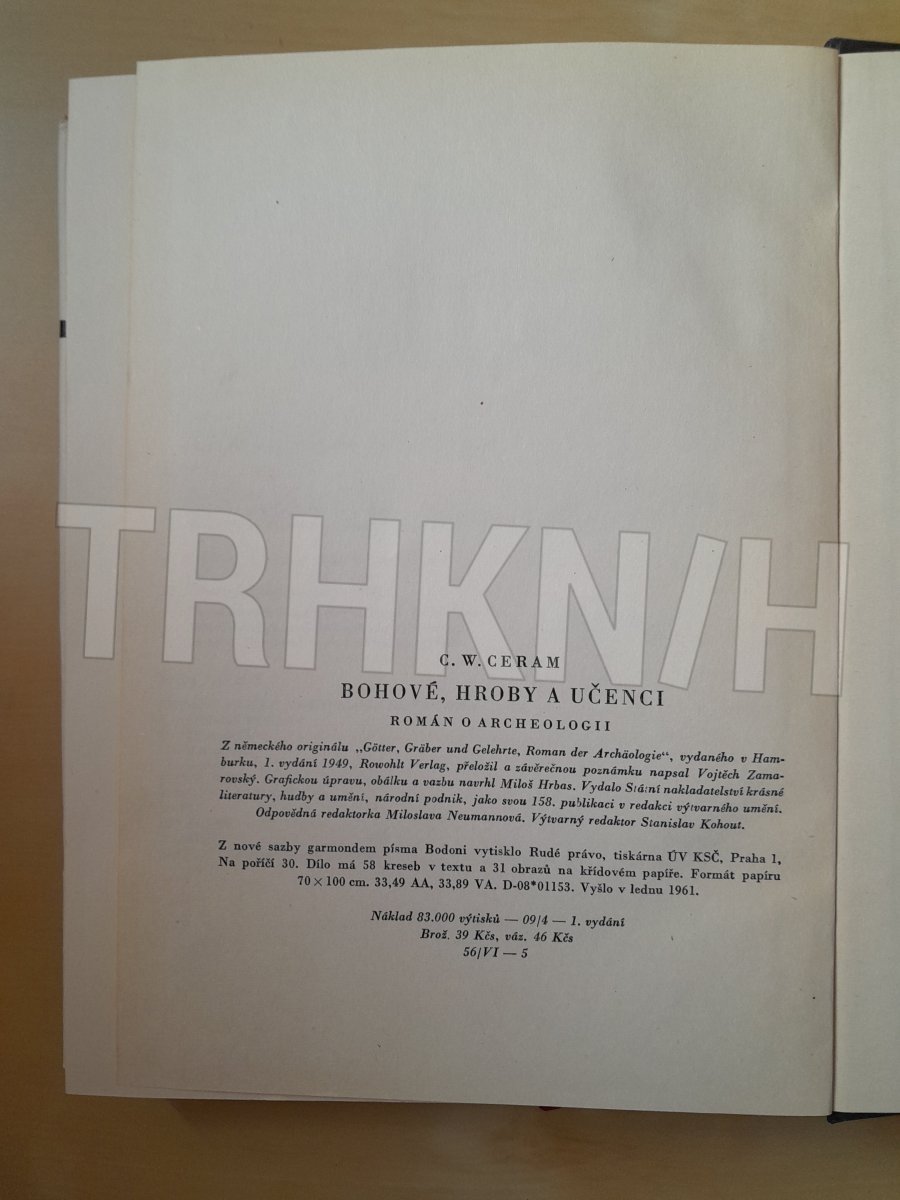 TRHKN/H
C. W. CERAM
BOHOVÉ, HROBY A UČENCI
ROMÁN O ARCHEOLOGII
Z německého originálu „Götter, Gräber und Gelehrte, Roman der Archäologie“, vydaného v Ham-
burku, 1. vydání 1949, Rowohlt Verlag, přeložil a závěrečnou poznámku napsal Vojtěch Zama-
rovský. Grafickou úpravu, obálku a vazbu navrhl Miloš Hrbas. Vydalo Státní nakladatelství krásné
literatury, hudby a umění, národní podnik, jako svou 158. publikaci v redakci výtvarného umění.
Odpovědná redaktorka Miloslava Neumannová. Výtvarný redaktor Stanislav Kohout.
Z nové sazby garmondem písma Bodoni vytisklo Rudé právo, tiskárna ÚV KSČ, Praha 1,
Na poříčí 30. Dílo má 58 kreseb v textu a 31 obrazů na křídovém papíře. Formát papíru
70 × 100 cm. 33,49 AA, 33,89 VA. D-08*01153. Vyšlo v lednu 1961.
Náklad 83.000 výtisků — 09/4 — 1. vydání
Brož. 39 Kčs, váz. 46 Kčs
56/VI — 5